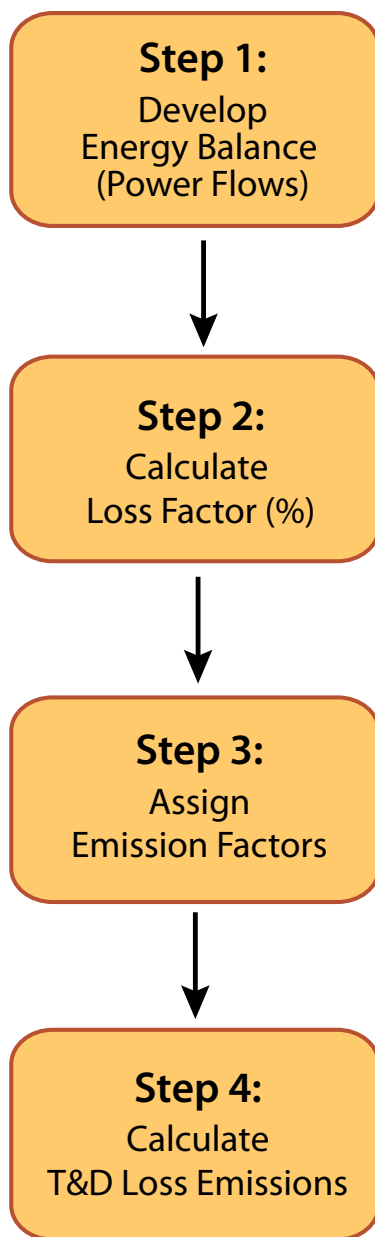 Step 1:
Develop
Energy Balance
(Power Flows)
Step 2:
Calculate
Loss Factor (%)
Step 3:
Assign
Emission Factors
Step 4:
Calculate
T&D Loss Emissions